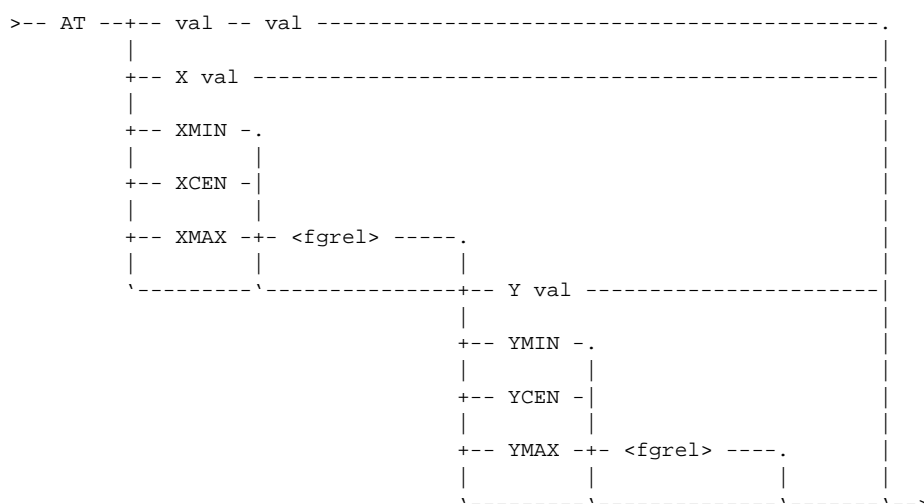 >-- AT --+-- val -- val -----------------------------------.
         |                                                 |
         +-- X val ----------------------------------------|
         |                                                 |
         +-- XMIN -.                                       |
         |         |                                       |
         +-- XCEN -|                                       |
         |         |                                       |
         +-- XMAX -+- <fgrel> -----.                       |
         |         |               |                       |
         `---------`---------------+-- Y val --------------|
                                   |                       |
                                   +-- YMIN -.             |
                                   |         |             |
                                   +-- YCEN -|             |
                                   |         |             |
                                   +-- YMAX -+- <fgrel> ----.
                                   |         |           | |
                                   `---------`-----------`-`-->